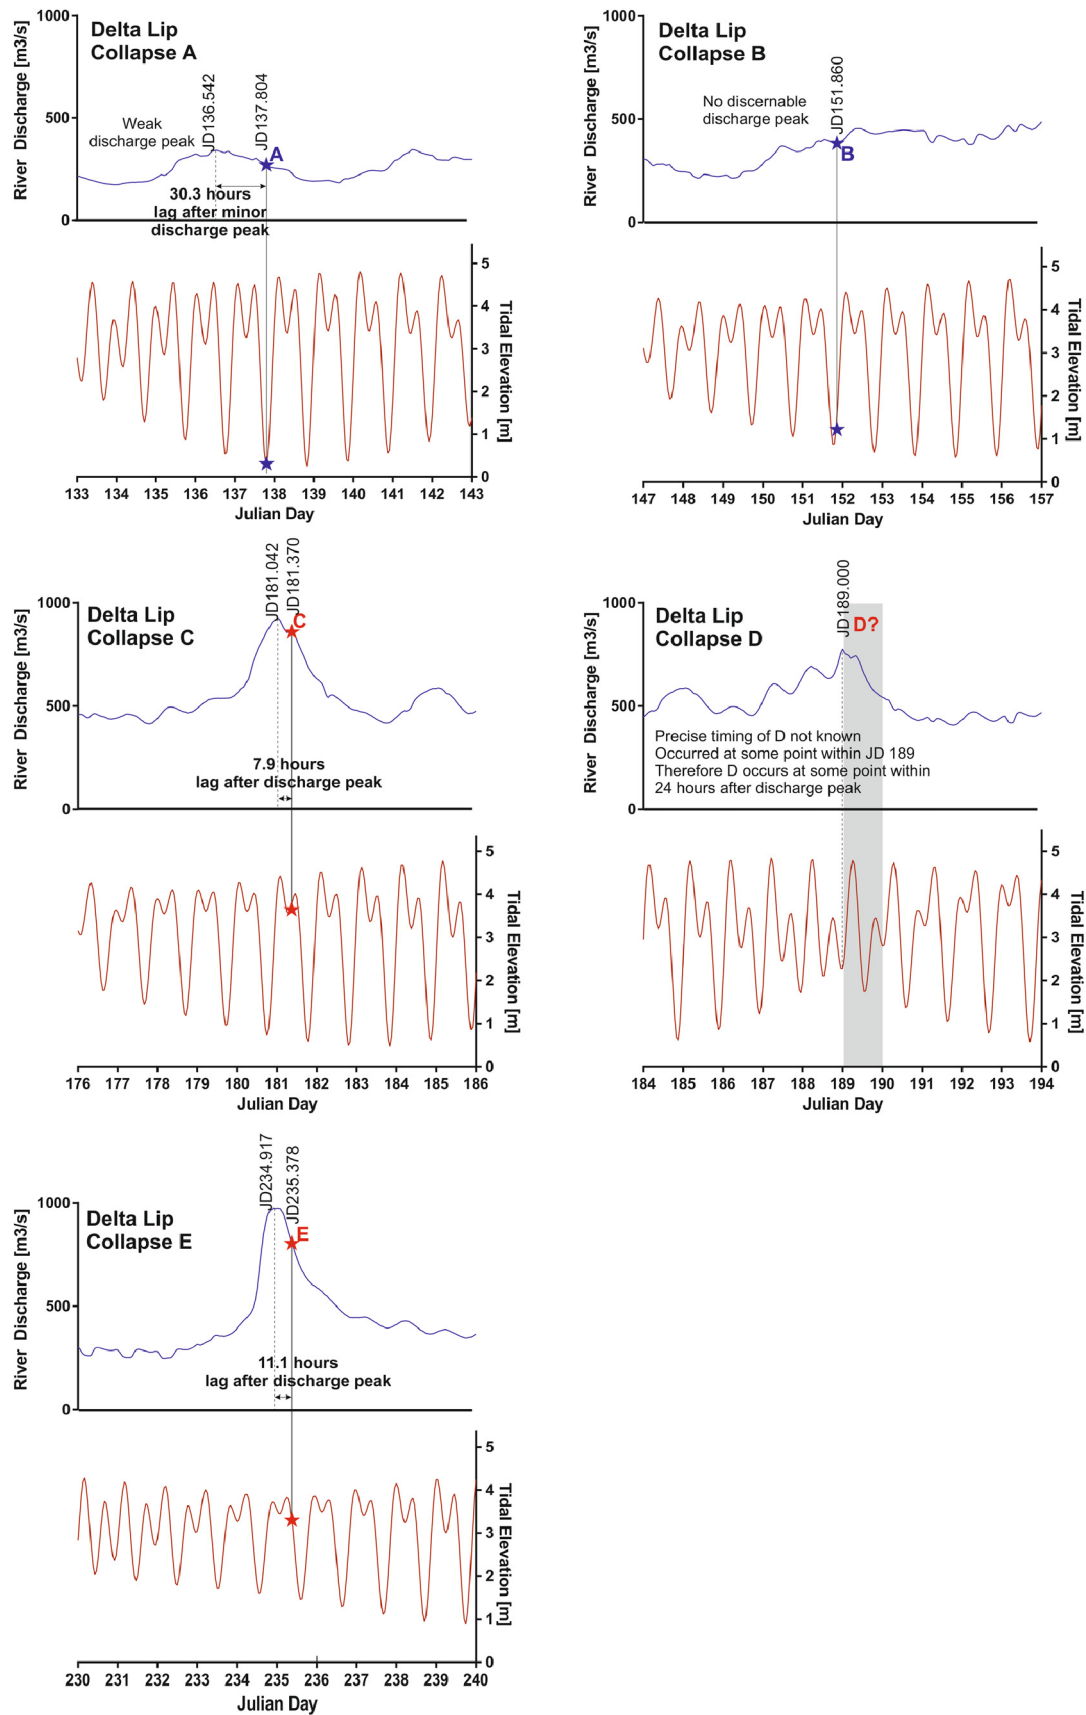 Delta Lip
Collapse A
River Discharge [m3/s]
1000
500
0
Weak
discharge peak
JD136.542
JD137.804
A
30.3 hours
lag after minor
discharge peak
5
4
3
2
1
0
Tidal Elevation [m]
133 134 135 136 137 138 139 140 141 142 143
Julian Day
Delta Lip
Collapse B
River Discharge [m3/s]
1000
500
0
No discernable
discharge peak
JD151.860
B
5
4
3
2
1
0
Tidal Elevation [m]
147 148 149 150 151 152 153 154 155 156 157
Julian Day
Delta Lip
Collapse C
River Discharge [m3/s]
1000
500
0
JD181.042
JD181.370
C
7.9 hours
lag after discharge peak
5
4
3
2
1
0
Tidal Elevation [m]
176 177 178 179 180 181 182 183 184 185 186
Julian Day
Delta Lip
Collapse D
River Discharge [m3/s]
1000
500
0
JD189.000
D?
Precise timing of D not known
Occurred at some point within JD 189
Therefore D occurs at some point within
24 hours after discharge peak
5
4
3
2
1
0
Tidal Elevation [m]
184 185 186 187 188 189 190 191 192 193 194
Julian Day
Delta Lip
Collapse E
River Discharge [m3/s]
1000
500
0
JD234.917
JD235.378
E
11.1 hours
lag after discharge peak
5
4
3
2
1
0
Tidal Elevation [m]
230 231 232 233 234 235 236 237 238 239 240
Julian Day